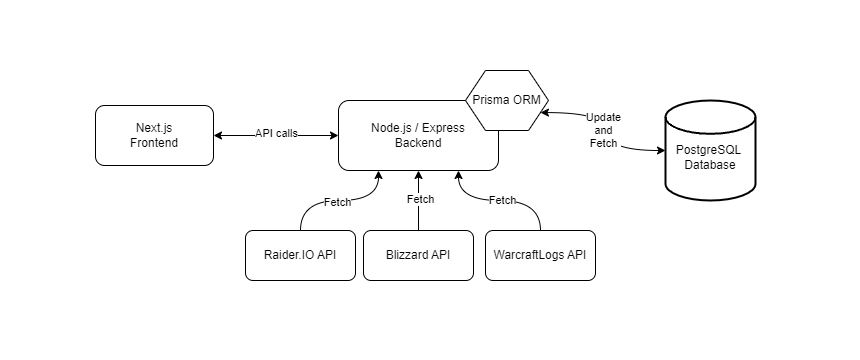 Prisma ORM
Next.js
Frontend
API calls
Node.js / Express
Backend
Update
and
Fetch
PostgreSQL
Database
Fetch
Fetch
Fetch
Raider.IO API
Blizzard API
WarcraftLogs API